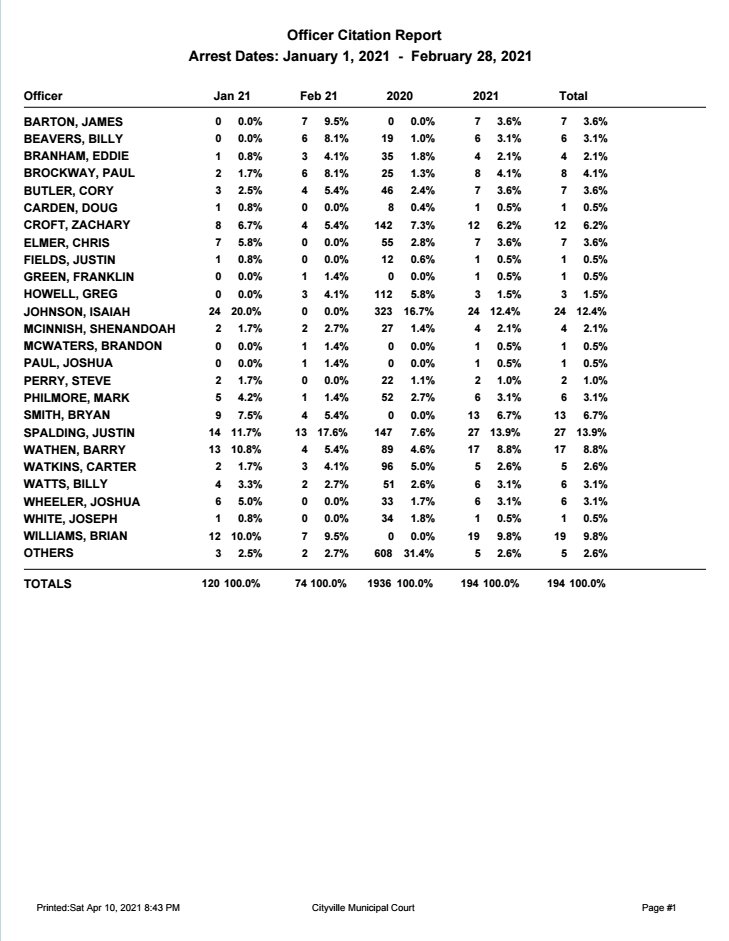 Officer Citation Report
Arrest Dates: January 1, 2021 - February 28, 2021
Officer Jan 21 Feb 21 2020 2021 Total
BARTON, JAMES 0 0.0% 7 9.5% 0 0.0% 7 3.6% 7 3.6%
BEAVERS, BILLY 0 0.0% 6 8.1% 19 1.0% 6 3.1% 6 3.1%
BRANHAM, EDDIE 1 0.8% 3 4.1% 35 1.8% 4 2.1% 4 2.1%
BROCKWAY, PAUL 2 1.7% 6 8.1% 25 1.3% 8 4.1% 8 4.1%
BUTLER, CORY 3 2.5% 4 5.4% 46 2.4% 7 3.6% 7 3.6%
CARDEN, DOUG 1 0.8% 0 0.0% 8 0.4% 1 0.5% 1 0.5%
CROFT, ZACHARY 8 6.7% 4 5.4% 142 7.3% 12 6.2% 12 6.2%
ELMER, CHRIS 7 5.8% 0 0.0% 55 2.8% 7 3.6% 7 3.6%
FIELDS, JUSTIN 1 0.8% 0 0.0% 12 0.6% 1 0.5% 1 0.5%
GREEN, FRANKLIN 0 0.0% 1 1.4% 0 0.0% 1 0.5% 1 0.5%
HOWELL, GREG 0 0.0% 3 4.1% 112 5.8% 3 1.5% 3 1.5%
JOHNSON, ISAIAH 24 20.0% 0 0.0% 323 16.7% 24 12.4% 24 12.4%
MCINNISH, SHENANDOAH 2 1.7% 2 2.7% 27 1.4% 4 2.1% 4 2.1%
MCWATERS, BRANDON 0 0.0% 1 1.4% 0 0.0% 1 0.5% 1 0.5%
PAUL, JOSHUA 0 0.0% 1 1.4% 0 0.0% 1 0.5% 1 0.5%
PERRY, STEVE 2 1.7% 0 0.0% 22 1.1% 2 1.0% 2 1.0%
PHILMORE, MARK 5 4.2% 1 1.4% 52 2.7% 6 3.1% 6 3.1%
SMITH, BRYAN 9 7.5% 4 5.4% 0 0.0% 13 6.7% 13 6.7%
SPALDING, JUSTIN 14 11.7% 13 17.6% 147 7.6% 27 13.9% 27 13.9%
WATHEN, BARRY 13 10.8% 4 5.4% 89 4.6% 17 8.8% 17 8.8%
WATKINS, CARTER 2 1.7% 3 4.1% 96 5.0% 5 2.6% 5 2.6%
WATTS, BILLY 4 3.3% 2 2.7% 51 2.6% 6 3.1% 6 3.1%
WHEELER, JOSHUA 6 5.0% 0 0.0% 33 1.7% 6 3.1% 6 3.1%
WHITE, JOSEPH 1 0.8% 0 0.0% 34 1.8% 1 0.5% 1 0.5%
WILLIAMS, BRIAN 12 10.0% 7 9.5% 0 0.0% 19 9.8% 19 9.8%
OTHERS 3 2.5% 2 2.7% 608 31.4% 5 2.6% 5 2.6%
TOTALS 120 100.0% 74 100.0% 1936 100.0% 194 100.0% 194 100.0%
Printed:Sat Apr 10, 2021 8:43 PM Cityville Municipal Court Page #1